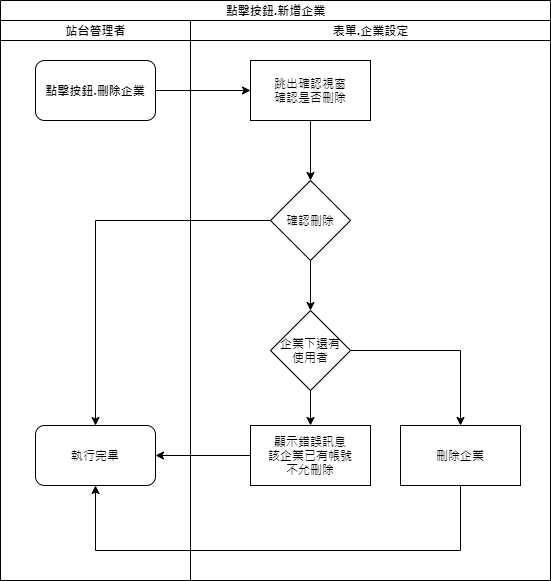 點擊按鈕.新增企業
站台管理者
表單.企業設定
點擊按鈕.刪除企業
跳出確認視窗
確認是否刪除
確認刪除
企業下還有
使用者
執行完畢
顯示錯誤訊息
該企業已有帳號
不允刪除
刪除企業